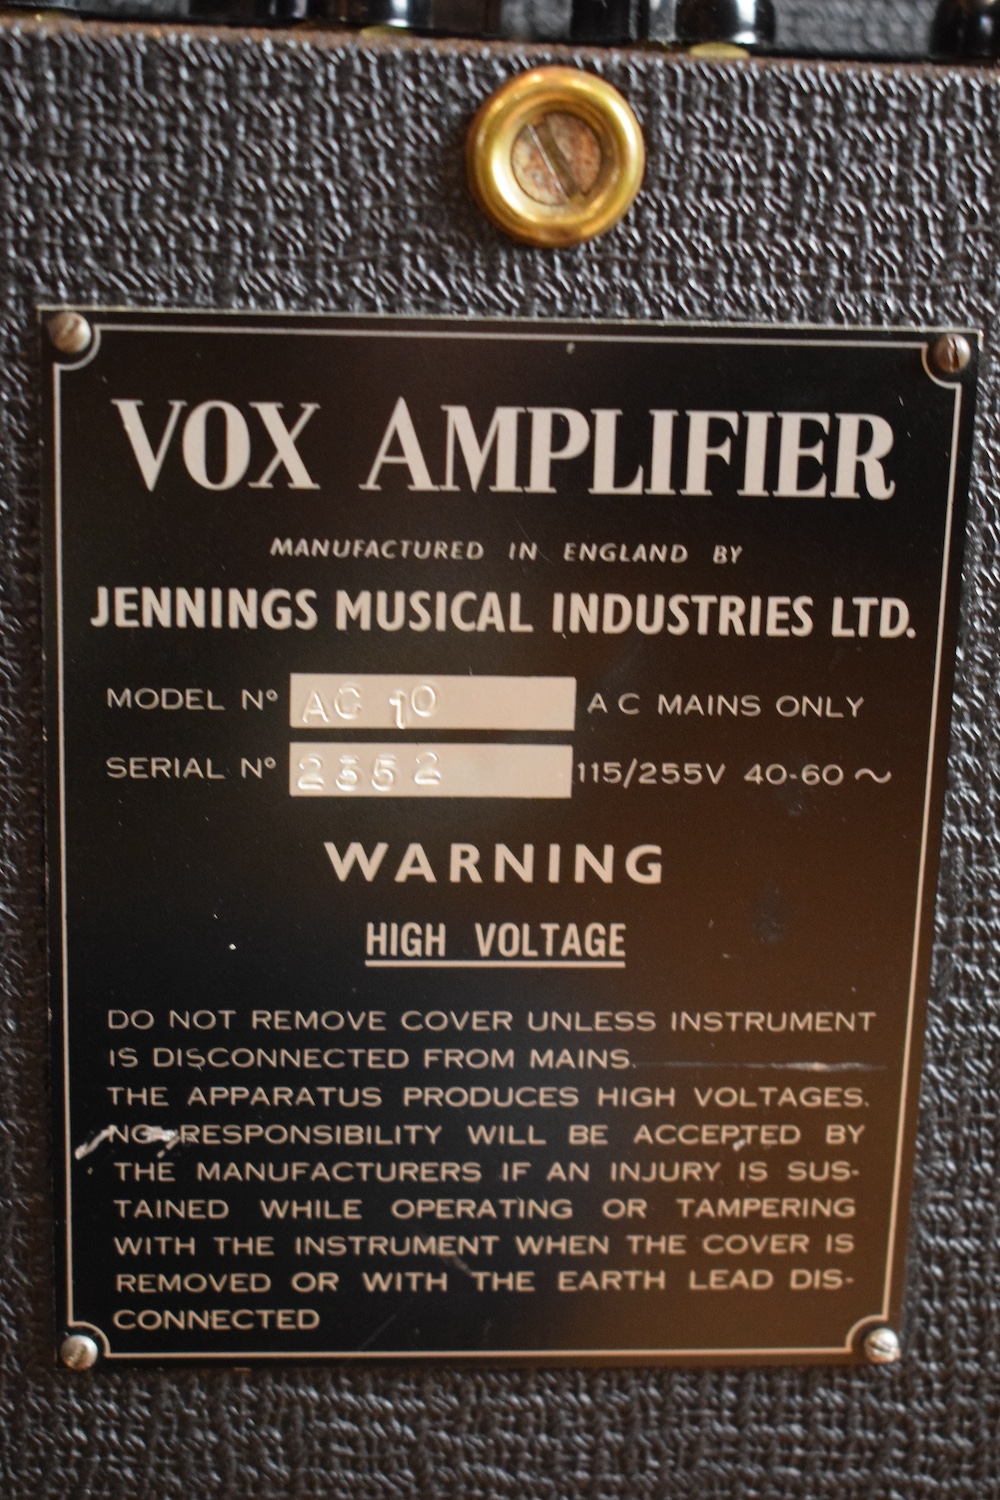 VOX AMPLIFIER
MANUFACTURED IN ENGLAND BY
JENNINGS MUSICAL INDUSTRIES LTD.
MODEL Nº AC 10 AC MAINS ONLY
SERIAL Nº 2352 115/255V 40-60~
WARNING
HIGH VOLTAGE
DO NOT REMOVE COVER UNLESS INSTRUMENT
IS DISCONNECTED FROM MAINS.
THE APPARATUS PRODUCES HIGH VOLTAGES.
NO RESPONSIBILITY WILL BE ACCEPTED BY
THE MANUFACTURERS IF AN INJURY IS SUS-
TAINED WHILE OPERATING OR TAMPERING
WITH THE INSTRUMENT WHEN THE COVER IS
REMOVED OR WITH THE EARTH LEAD DIS-
CONNECTED